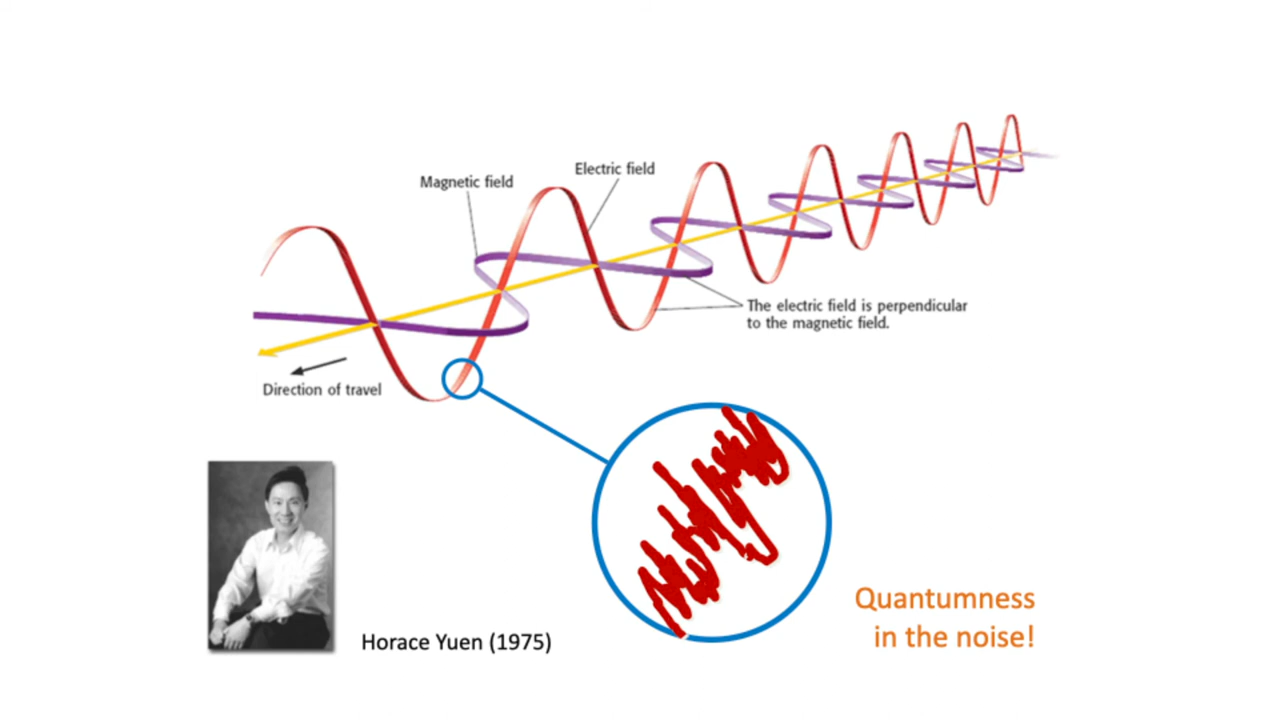 Electric field
Magnetic field
The electric field is perpendicular
to the magnetic field.
Direction of travel
Horace Yuen (1975)
Quantumness
in the noise!